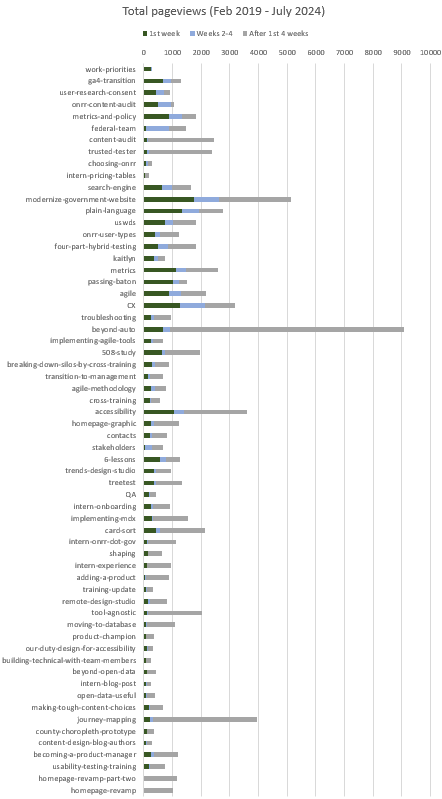 Total pageviews (Feb 2019 - July 2024)
1st week Weeks 2-4 After 1st 4 weeks
0 1000 2000 3000 4000 5000 6000 7000 8000 9000 10000
work-priorities
ga4-transition
user-research-consent
onrr-content-audit
metrics-and-policy
federal-team
content-audit
trusted-tester
choosing-onrr
intern-pricing-tables
search-engine
modernize-government-website
plain-language
uswds
onrr-user-types
four-part-hybrid-testing
kaitlyn
metrics
passing-baton
agile
CX
troubleshooting
beyond-auto
implementing-agile-tools
508-study
breaking-down-silos-by-cross-training
transition-to-management
agile-methodology
cross-training
accessibility
homepage-graphic
contacts
stakeholders
6-lessons
trends-design-studio
treetest
QA
intern-onboarding
implementing-mdx
card-sort
intern-onrr-dot-gov
shaping
intern-experience
adding-a-product
training-update
remote-design-studio
tool-agnostic
moving-to-database
product-champion
our-duty-design-for-accessibility
building-technical-with-team-members
beyond-open-data
intern-blog-post
open-data-useful
making-tough-content-choices
journey-mapping
county-choropleth-prototype
content-design-blog-authors
becoming-a-product-manager
usability-testing-training
homepage-revamp-part-two
homepage-revamp